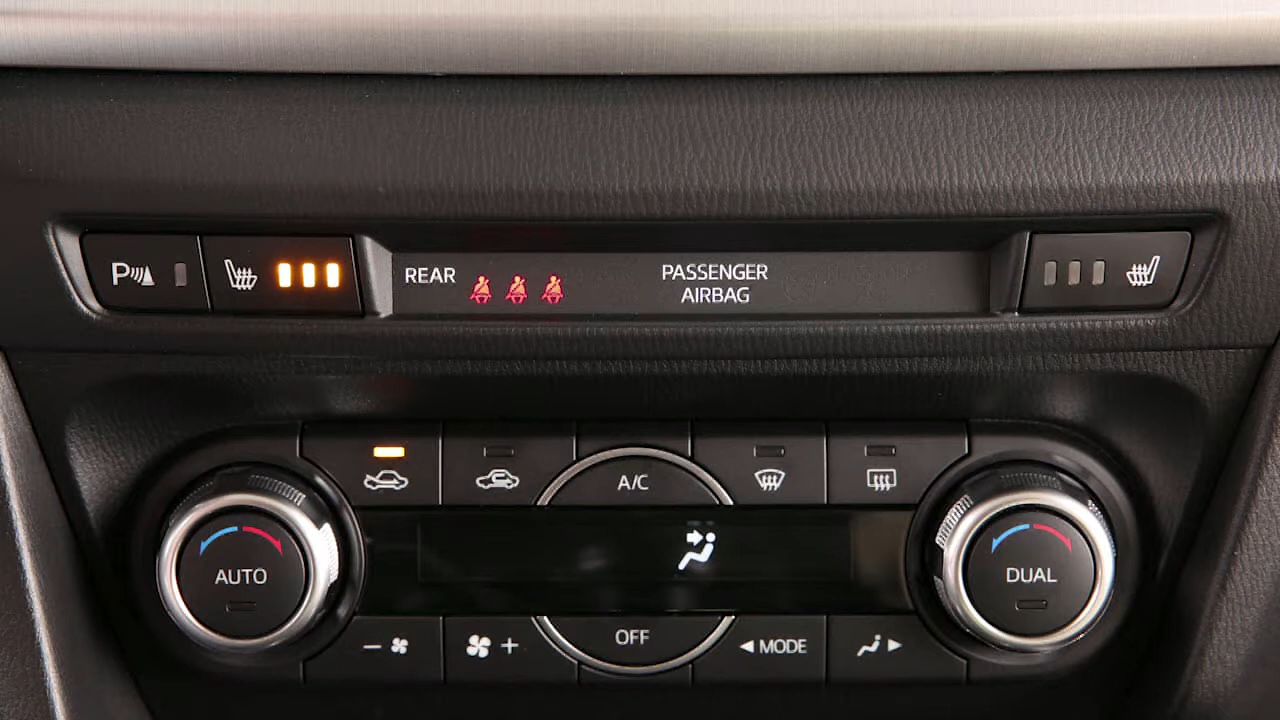 P
REAR
PASSENGER
AIRBAG
A/C
AUTO
DUAL
OFF
MODE